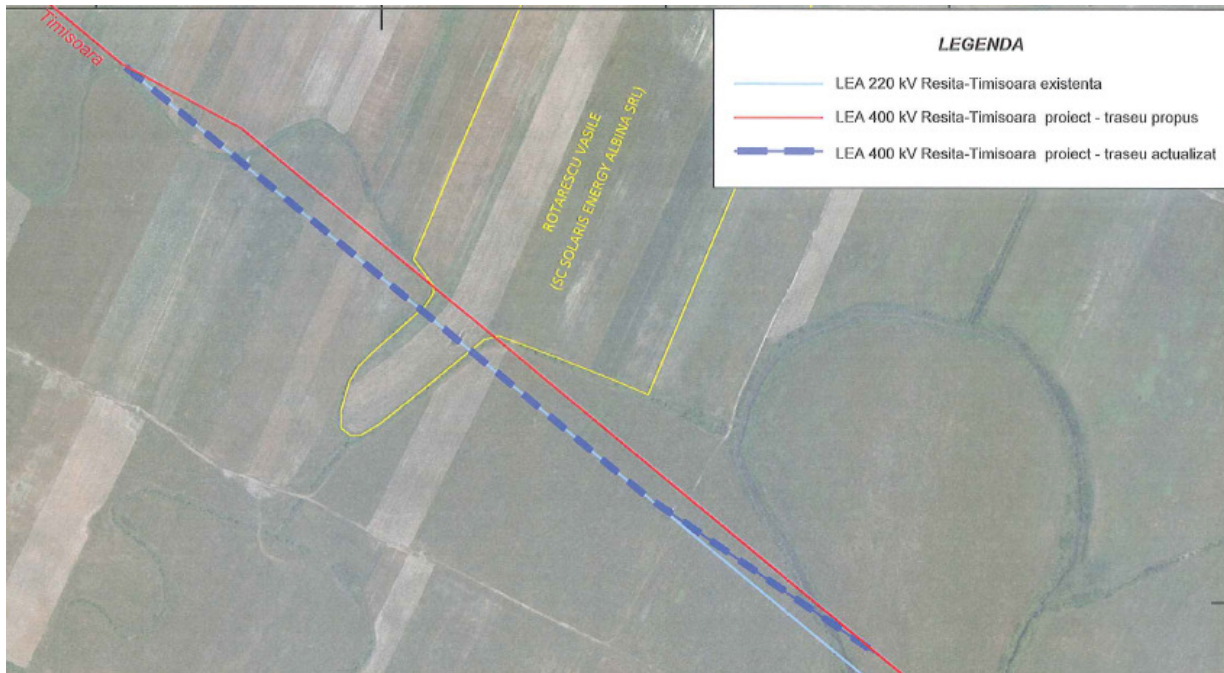 Timisoara
LEGENDA
LEA 220 kV Resita-Timisoara existenta
LEA 400 kV Resita-Timisoara proiect - traseu propus
LEA 400 kV Resita-Timisoara proiect - traseu actualizat
ROTARESCU VASILE
(SC SOLARIS ENERGY ALBINA SRL)